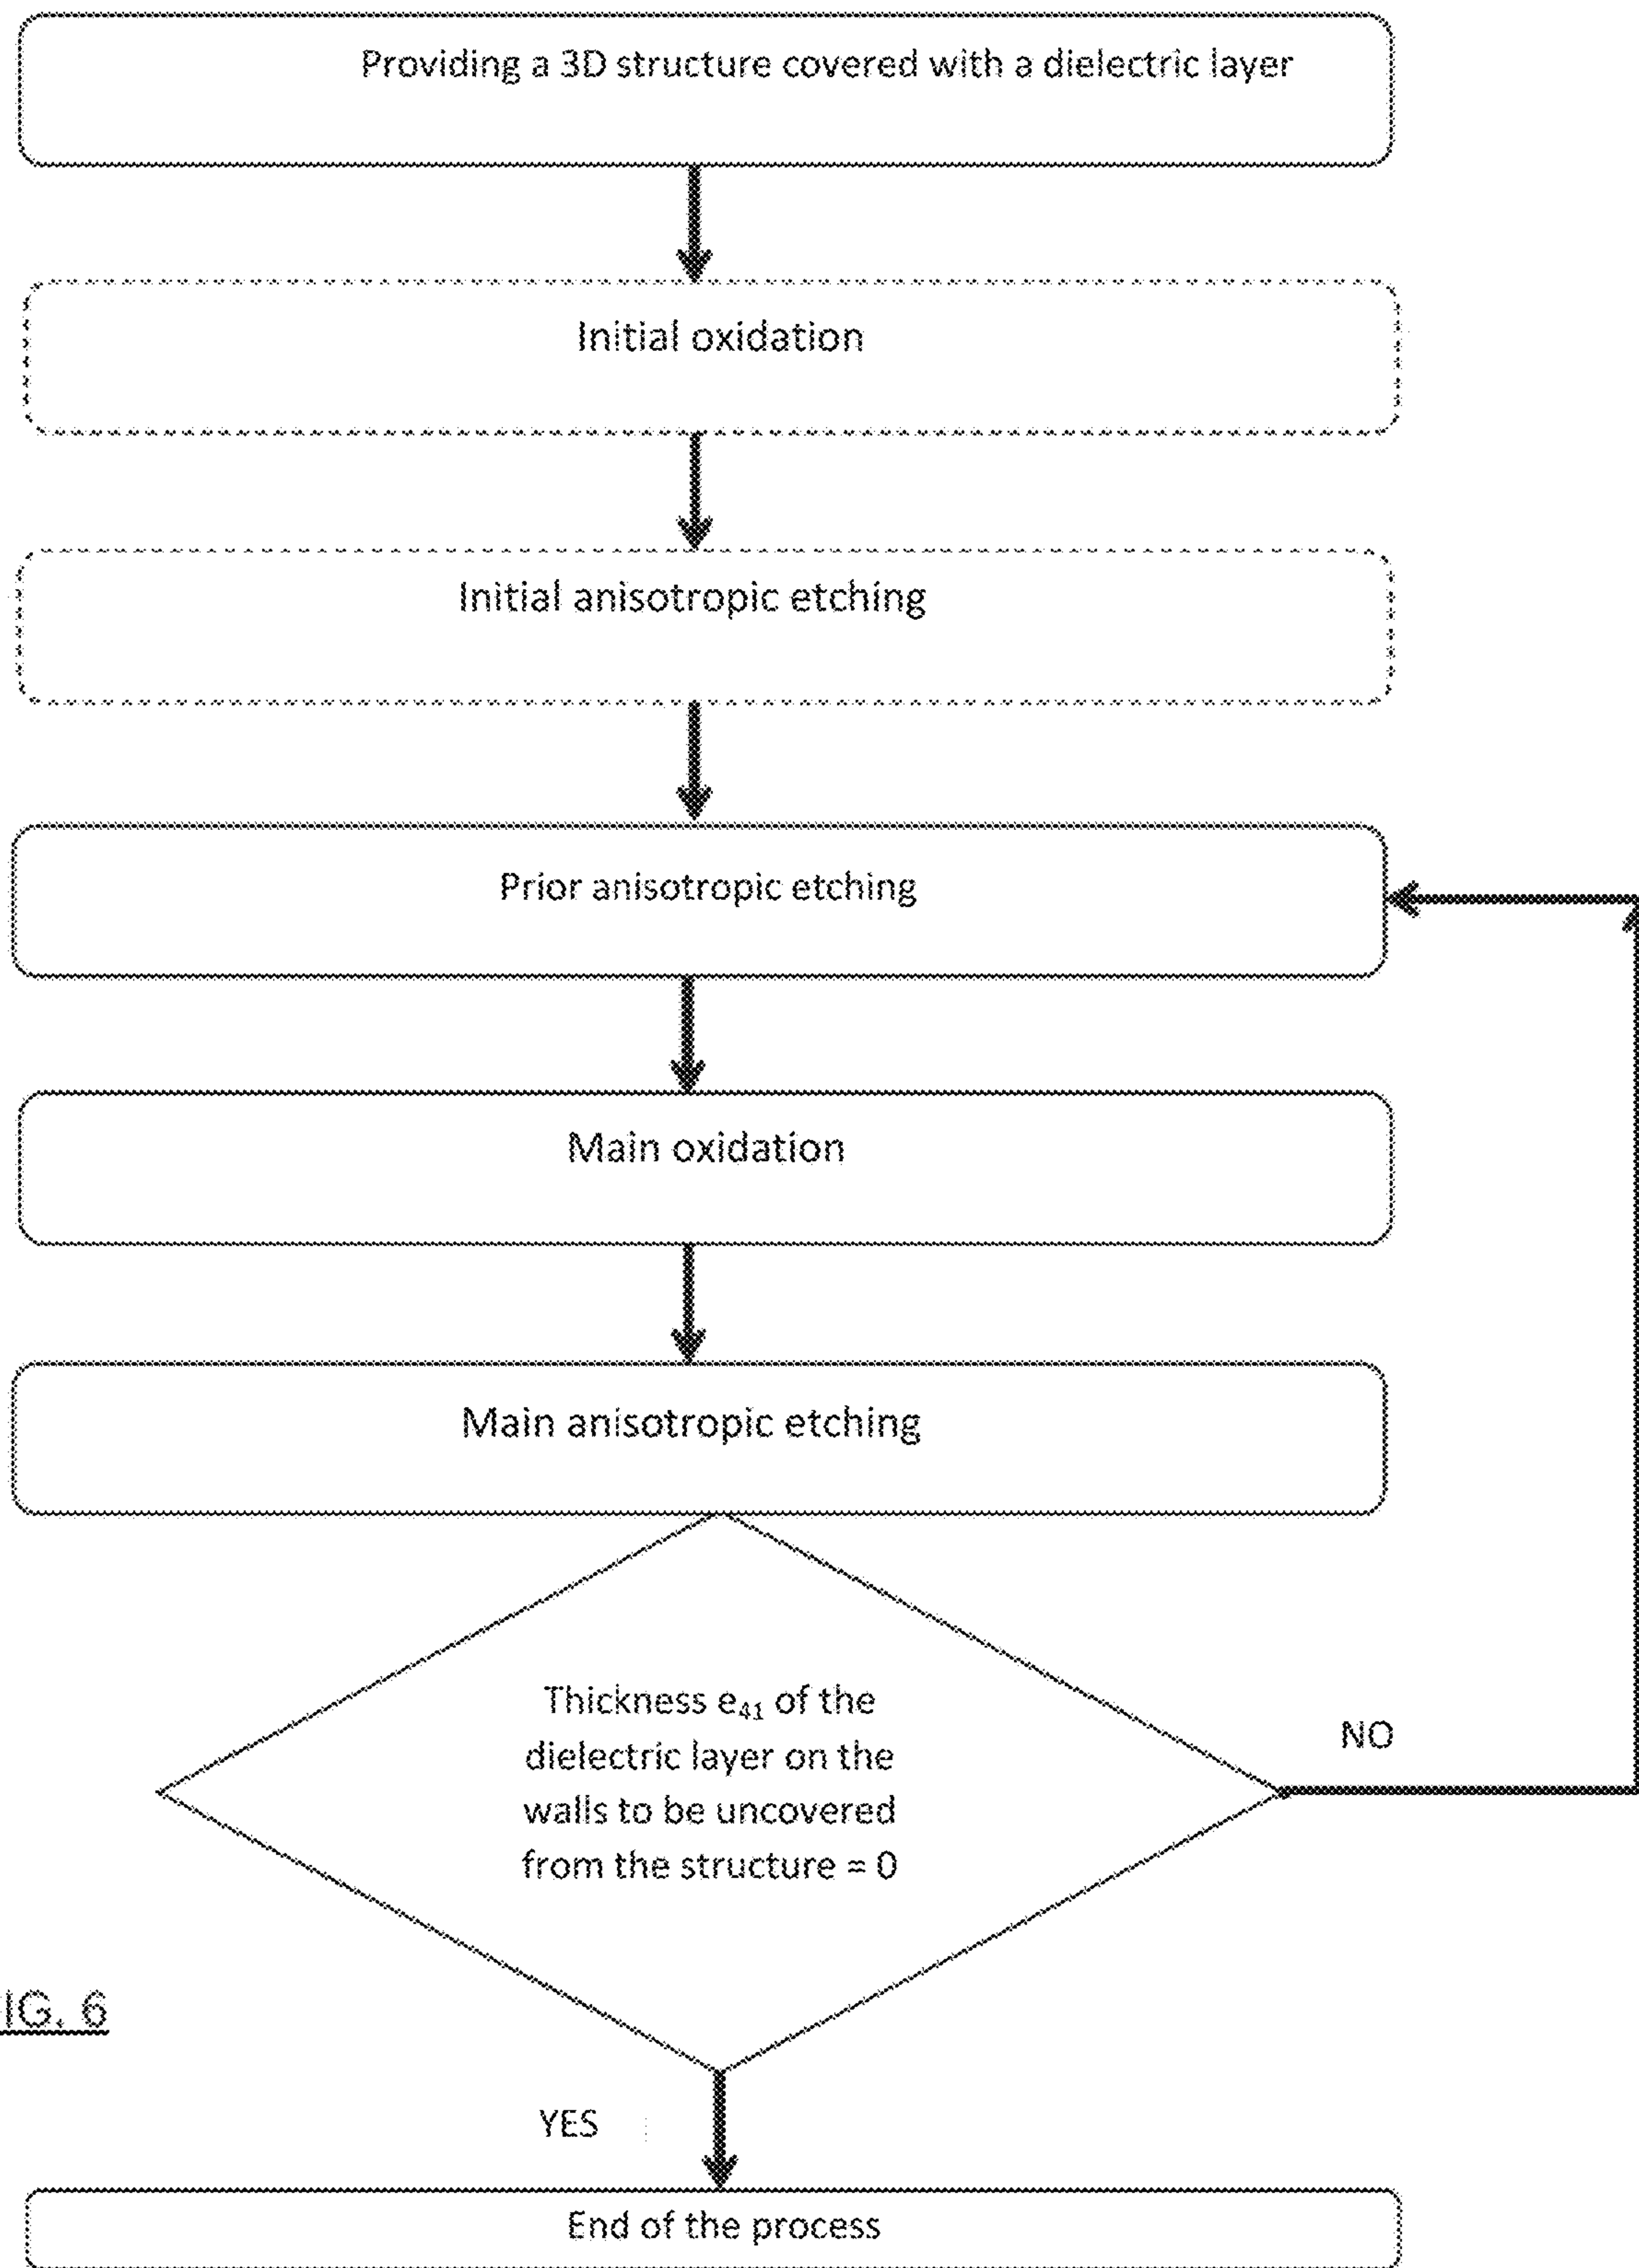 Providing a 3D structure covered with a dielectric layer
Initial oxidation
Initial anisotropic etching
Prior anisotropic etching
Main oxidation
Main anisotropic etching
Thickness e₄₁ of the
dielectric layer on the
walls to be uncovered
from the structure = 0
NO
IG. 6
YES
End of the process